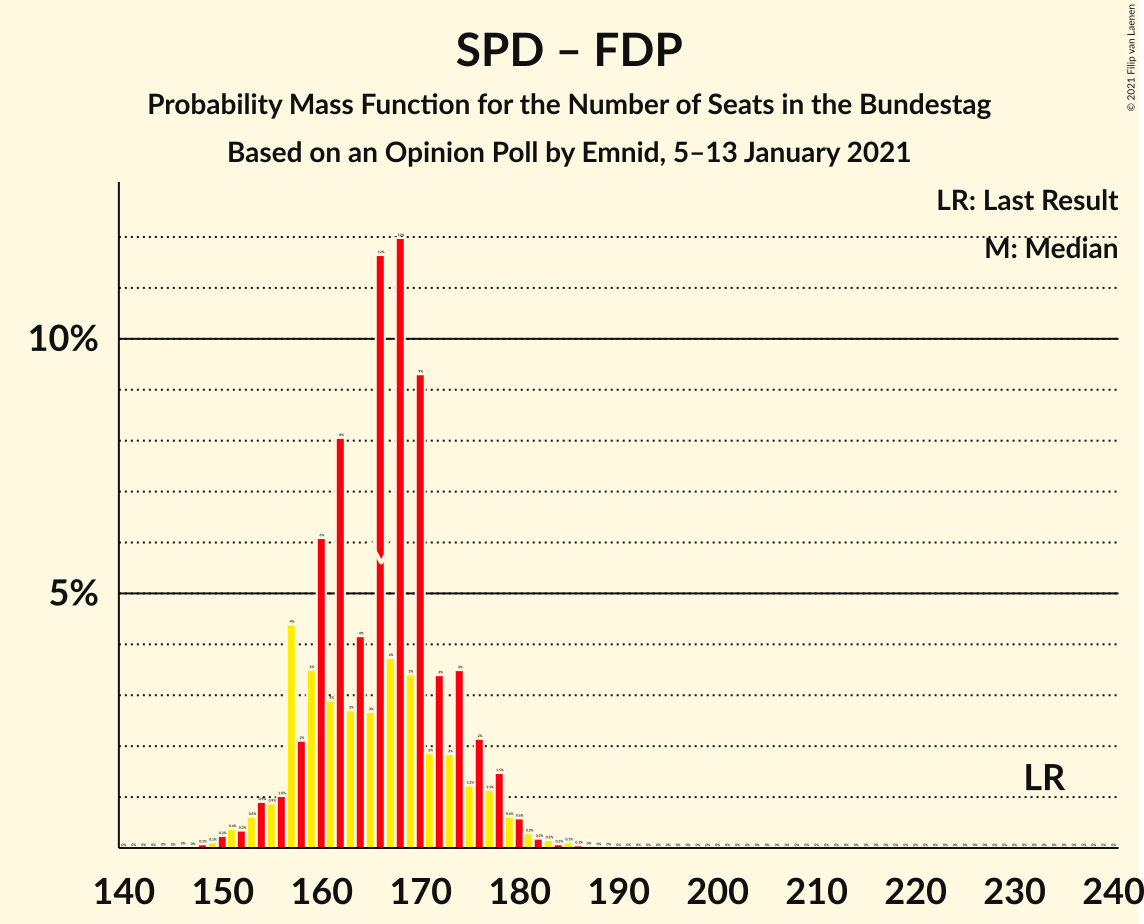 SPD – FDP
Probability Mass Function for the Number of Seats in the Bundestag
Based on an Opinion Poll by Emnid, 5–13 January 2021
© 2021 Filip van Laenen
LR: Last Result
M: Median
10%
5%
LR
140 150 160 170 180 190 200 210 220 230 240